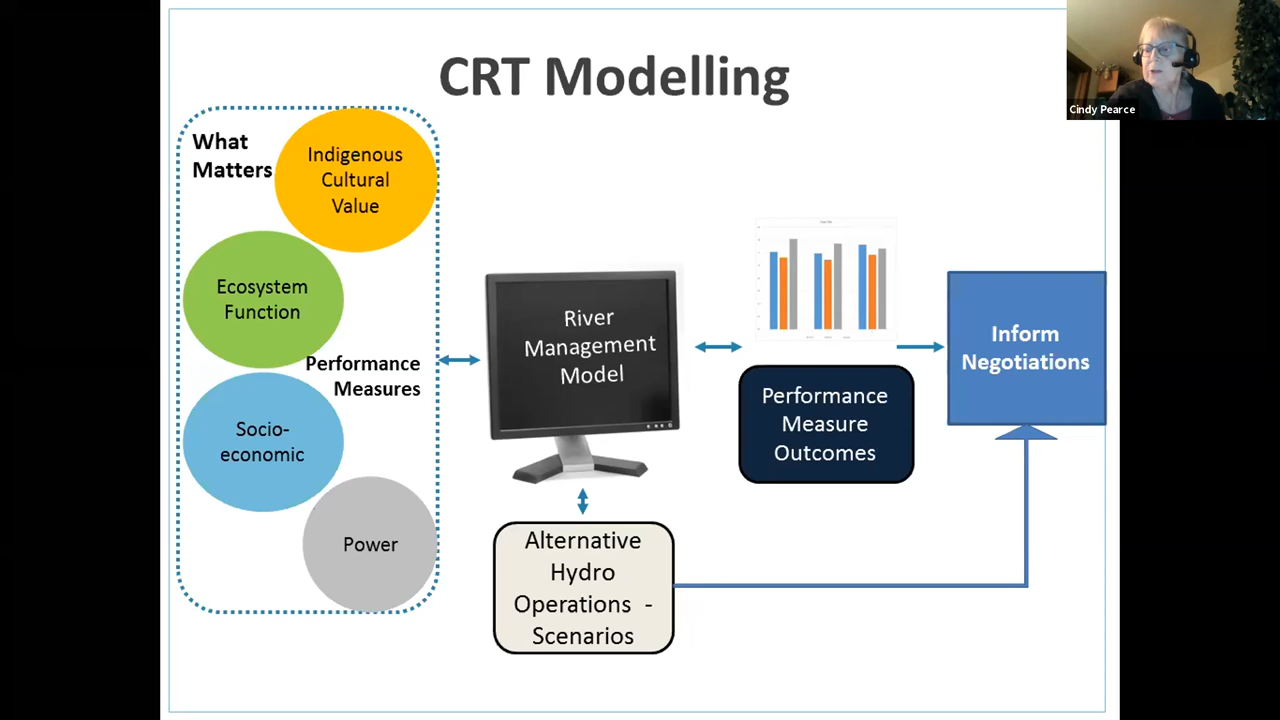 CRT Modelling
Cindy Pearce
What
Matters
Indigenous
Cultural
Value
Ecosystem
Function
Performance
Measures
Socio-
economic
Power
River
Management
Model
Alternative
Hydro
Operations -
Scenarios
Performance
Measure
Outcomes
Inform
Negotiations